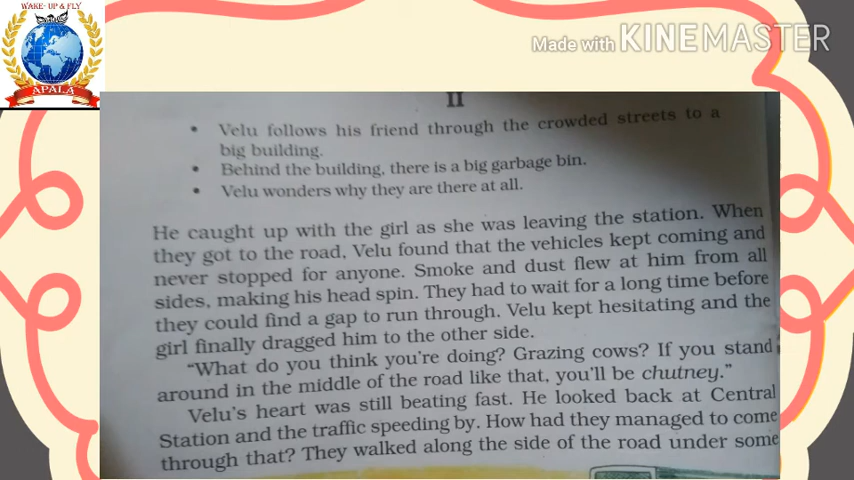 WAKE-UP & FLY
APALA
Made with KINEMASTER
II
• Velu follows his friend through the crowded streets to a
big building.
• Behind the building, there is a big garbage bin.
• Velu wonders why they are there at all.
He caught up with the girl as she was leaving the station. When
they got to the road, Velu found that the vehicles kept coming and
never stopped for anyone. Smoke and dust flew at him from all
sides, making his head spin. They had to wait for a long time before
they could find a gap to run through. Velu kept hesitating and the
girl finally dragged him to the other side.
“What do you think you’re doing? Grazing cows? If you stand
around in the middle of the road like that, you’ll be chutney.”
Velu’s heart was still beating fast. He looked back at Central
Station and the traffic speeding by. How had they managed to come
through that? They walked along the side of the road under some